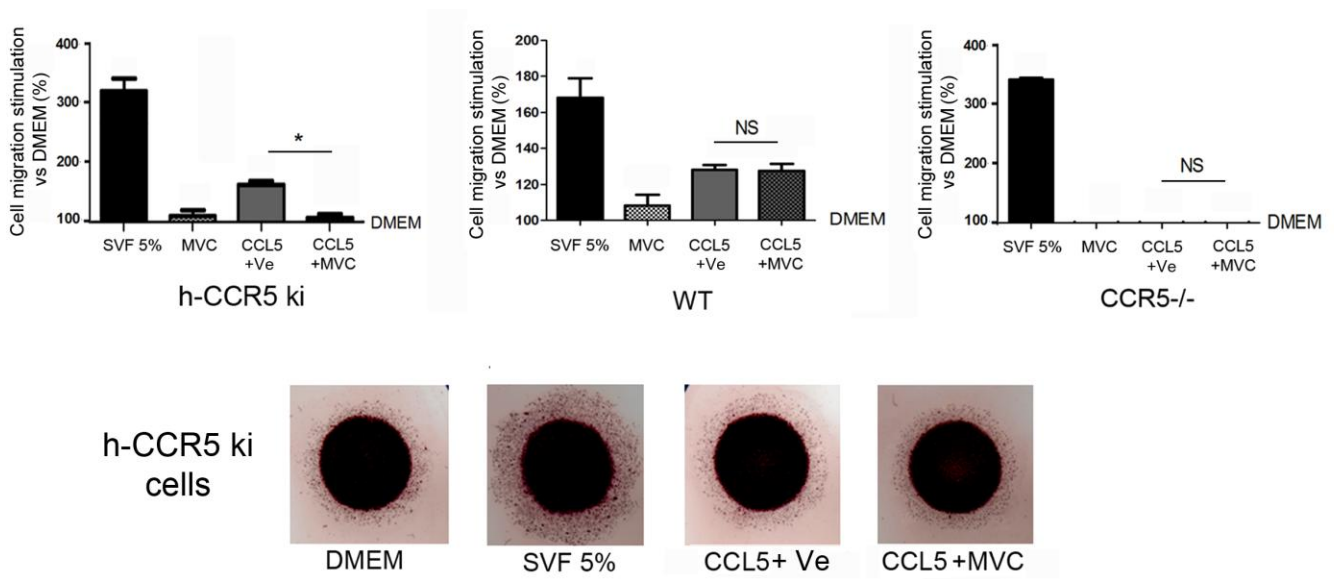 Cell migration stimulation
vs DMEM (%)
400
300
200
100
*
DMEM
SVF 5%
MVC
CCL5
+Ve
CCL5
+MVC
h-CCR5 ki
Cell migration stimulation
vs DMEM (%)
200
180
160
140
120
100
NS
DMEM
SVF 5%
MVC
CCL5
+Ve
CCL5
+MVC
WT
Cell migration stimulation
vs DMEM (%)
400
300
200
100
NS
DMEM
SVF 5%
MVC
CCL5
+Ve
CCL5
+MVC
CCR5-/-
h-CCR5 ki
cells
DMEM
SVF 5%
CCL5+ Ve
CCL5 +MVC